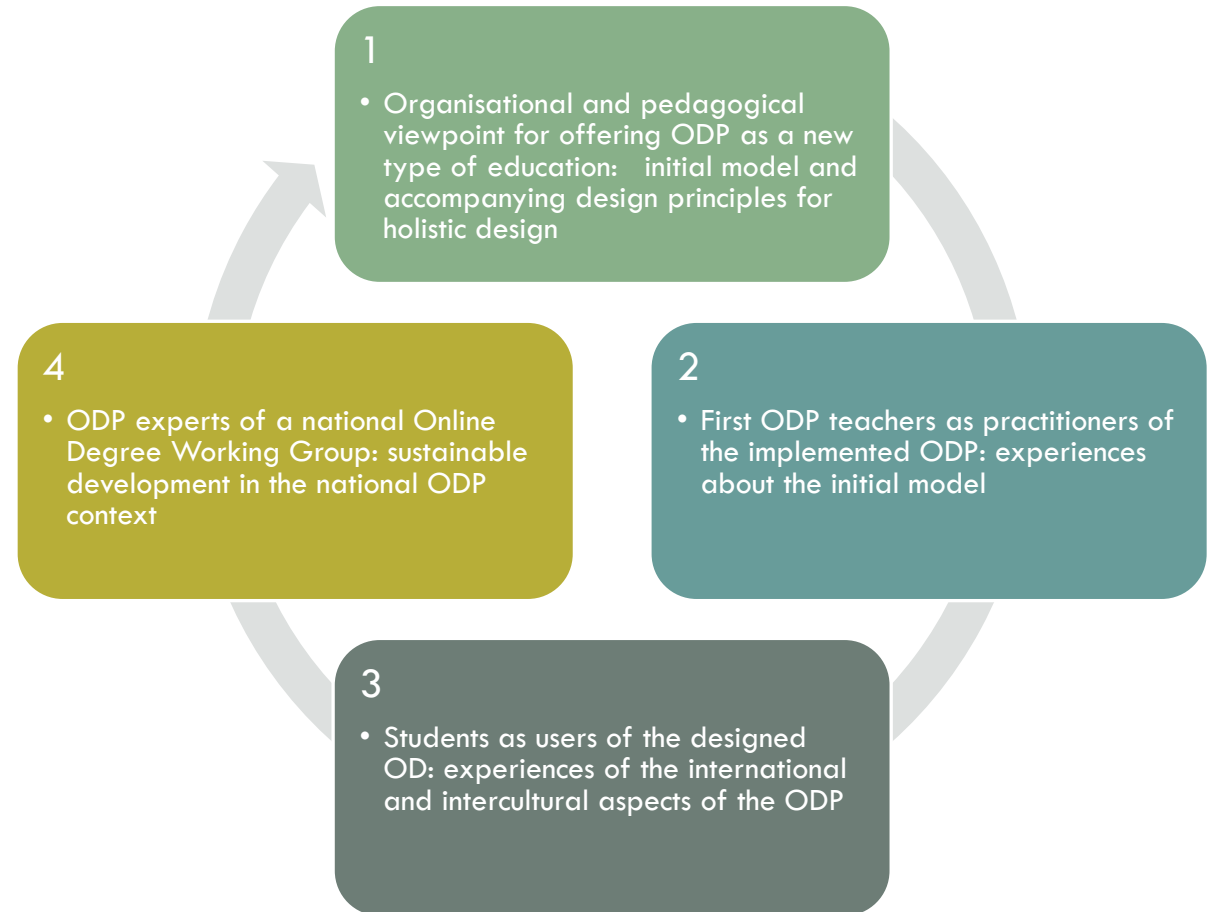 1
• Organisational and pedagogical
viewpoint for offering ODP as a new
type of education:   initial model and
accompanying design principles for
holistic design
2
• First ODP teachers as practitioners of
the implemented ODP: experiences
about the initial model
3
• Students as users of the designed
OD: experiences of the international
and intercultural aspects of the ODP
4
• ODP experts of a national Online
Degree Working Group: sustainable
development in the national ODP
context